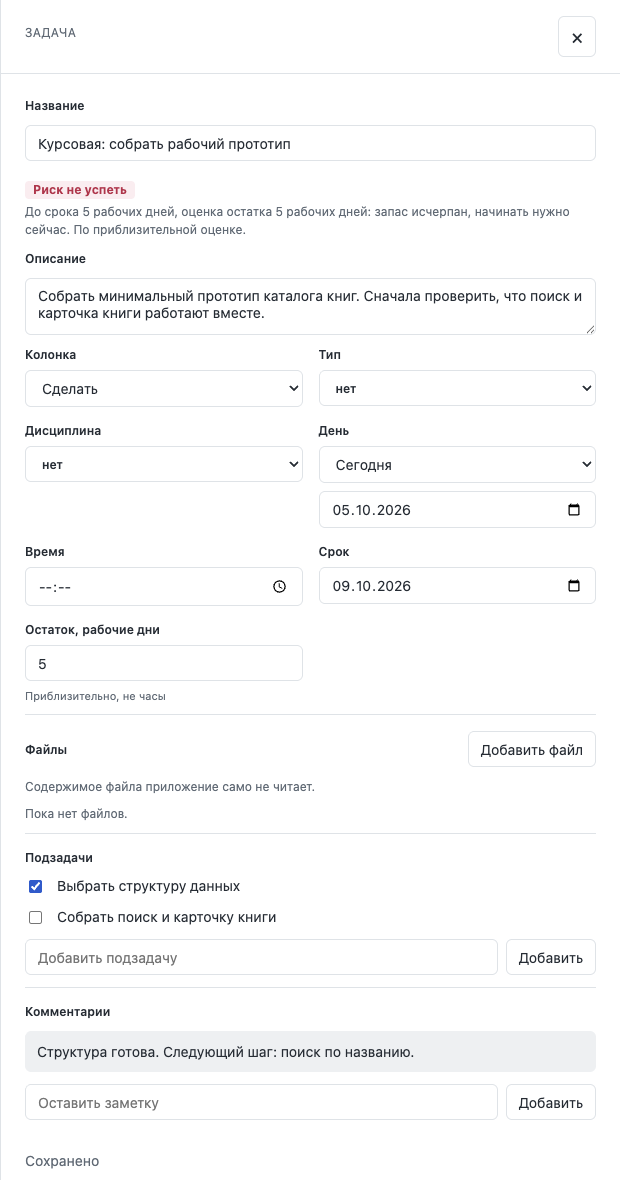 ЗАДАЧА
×
Название
Курсовая: собрать рабочий прототип
Риск не успеть
До срока 5 рабочих дней, оценка остатка 5 рабочих дней: запас исчерпан, начинать нужно
сейчас. По приблизительной оценке.
Описание
Собрать минимальный прототип каталога книг. Сначала проверить, что поиск и
карточка книги работают вместе.
Колонка
Тип
Сделать
нет
Дисциплина
День
нет
Сегодня
05.10.2026
Время
Срок
--:--
09.10.2026
Остаток, рабочие дни
5
Приблизительно, не часы
Файлы
Добавить файл
Содержимое файла приложение само не читает.
Пока нет файлов.
Подзадачи
Выбрать структуру данных
Собрать поиск и карточку книги
Добавить подзадачу
Добавить
Комментарии
Структура готова. Следующий шаг: поиск по названию.
Оставить заметку
Добавить
Сохранено